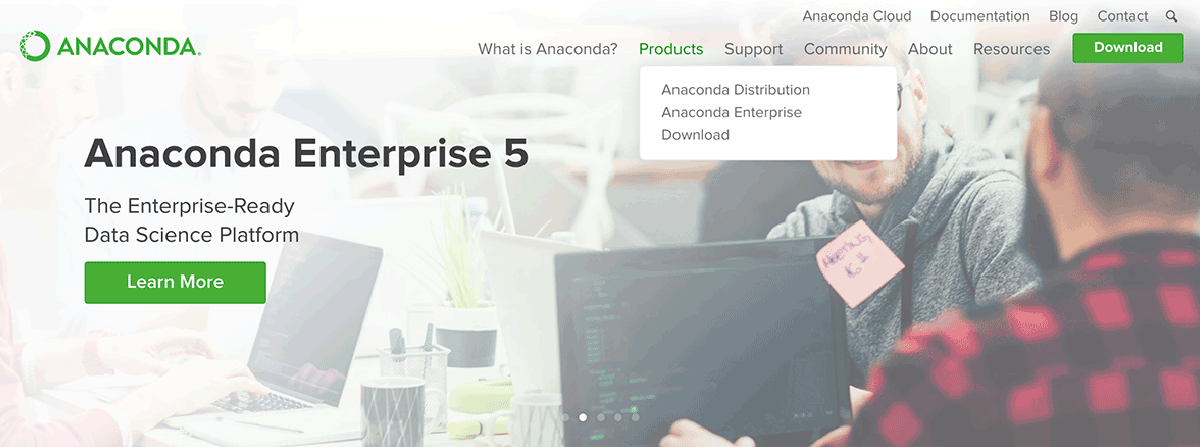 Anaconda Cloud Documentation Blog Contact
ANACONDA.
What is Anaconda? Products Support Community About Resources Download
Anaconda Distribution
Anaconda Enterprise
Download
Anaconda Enterprise 5
The Enterprise-Ready
Data Science Platform
Learn More
MEETING